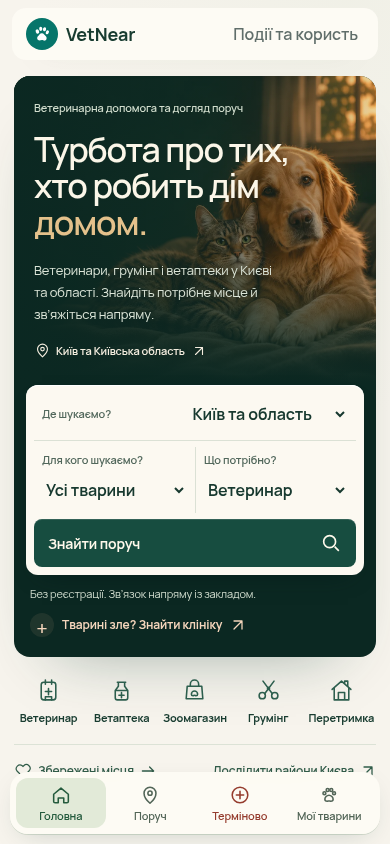 VetNear
Події та користь
Ветеринарна допомога та догляд поруч
Турбота про тих,
хто робить дім
домом.
Ветеринари, грумінг і ветаптеки у Києві
та області. Знайдіть потрібне місце й
зв’яжіться напряму.
Київ та Київська область
Де шукаємо?
Київ та область
Для кого шукаємо?
Що потрібно?
Усі тварини
Ветеринар
Знайти поруч
Без реєстрації. Зв’язок напряму із закладом.
Тварині зле? Знайти клініку
Ветеринар
Ветаптека
Зоомагазин
Грумінг
Перетримка
Збережені місця
Дослідити райони Києва
Головна
Поруч
Терміново
Мої тварини